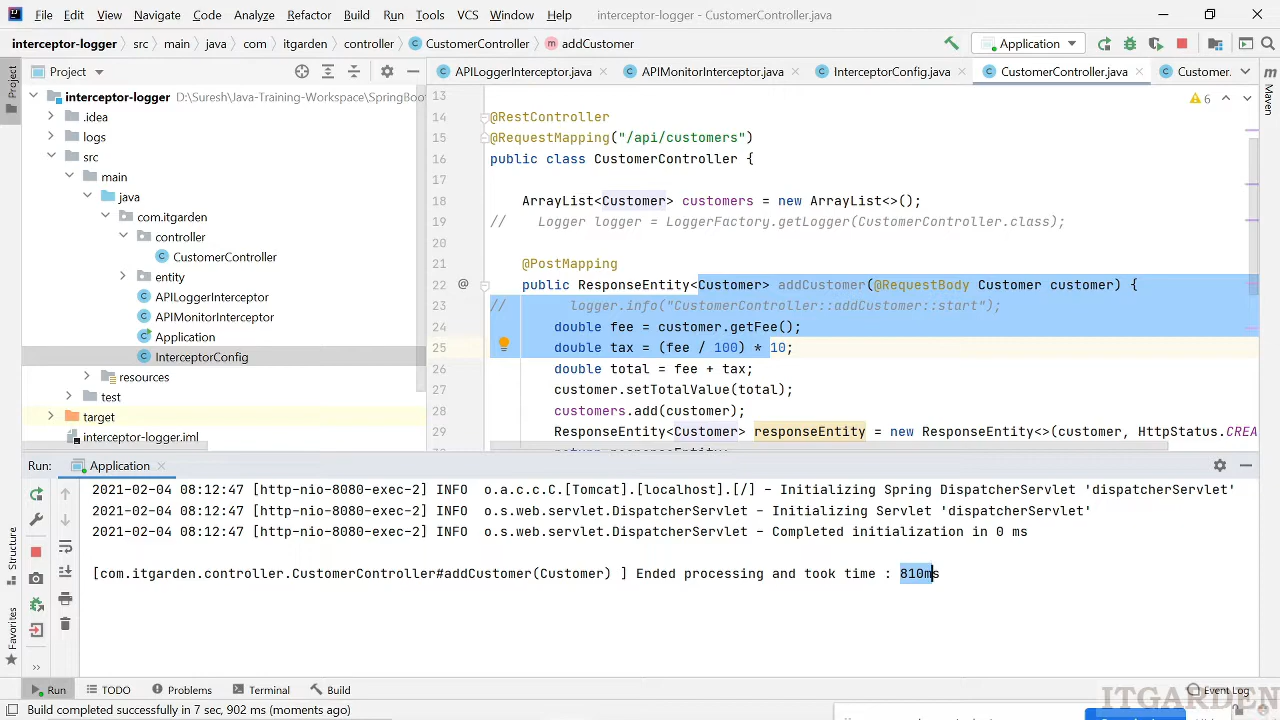 File Edit View Navigate Code Analyze Refactor Build Run Tools VCS Window Help interceptor-logger - CustomerController.java
interceptor-logger src main java com itgarden controller CustomerController addCustomer Application
Project APILoggerInterceptor.java APIMonitorInterceptor.java InterceptorConfig.java CustomerController.java Customer.
Project
Maven
interceptor-logger D:\Suresh\Java-Training-Workspace\SpringBoo
.idea
logs
src
main
java
com.itgarden
controller
CustomerController
entity
APILoggerInterceptor
APIMonitorInterceptor
Application
InterceptorConfig
resources
test
target
interceptor-logger.iml
6
13
14 @RestController
15 @RequestMapping("/api/customers")
16 public class CustomerController {
17
18 ArrayList<Customer> customers = new ArrayList<>();
19 // Logger logger = LoggerFactory.getLogger(CustomerController.class);
20
21 @PostMapping
22 @ public ResponseEntity<Customer> addCustomer(@RequestBody Customer customer) {
23 // logger.info("CustomerController::addCustomer::start");
24 double fee = customer.getFee();
25 double tax = (fee / 100) * 10;
26 double total = fee + tax;
27 customer.setTotalValue(total);
28 customers.add(customer);
29 ResponseEntity<Customer> responseEntity = new ResponseEntity<>(customer, HttpStatus.CREA
Run: Application
2021-02-04 08:12:47 [http-nio-8080-exec-2] INFO o.a.c.c.C.[Tomcat].[localhost].[/] - Initializing Spring DispatcherServlet 'dispatcherServlet'
2021-02-04 08:12:47 [http-nio-8080-exec-2] INFO o.s.web.servlet.DispatcherServlet - Initializing Servlet 'dispatcherServlet'
2021-02-04 08:12:47 [http-nio-8080-exec-2] INFO o.s.web.servlet.DispatcherServlet - Completed initialization in 0 ms
[com.itgarden.controller.CustomerController#addCustomer(Customer) ] Ended processing and took time : 810ms
Structure
Favorites
Run TODO Problems Terminal Build Event Log
ITGARDEN
Build completed successfully in 7 sec, 902 ms (moments ago)